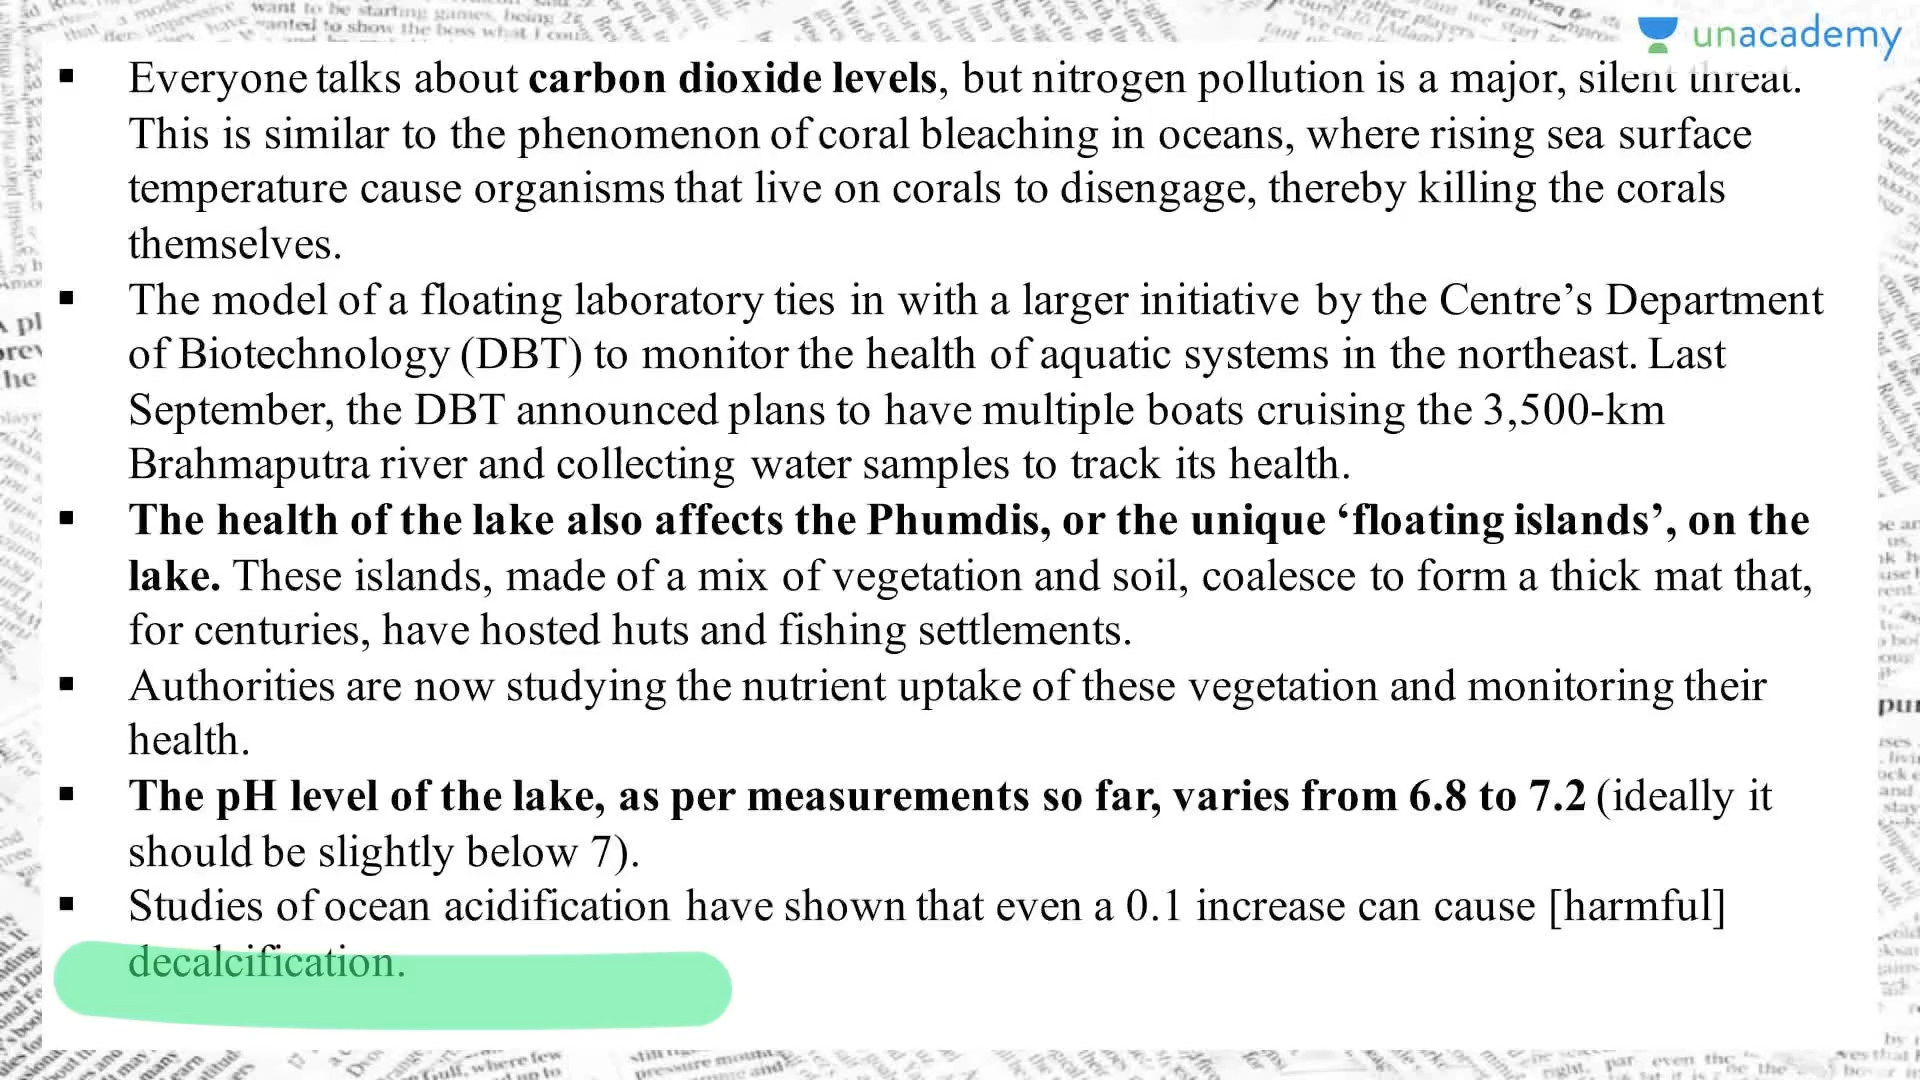 unacademy
▪ Everyone talks about carbon dioxide levels, but nitrogen pollution is a major, silent threat.
This is similar to the phenomenon of coral bleaching in oceans, where rising sea surface
temperature cause organisms that live on corals to disengage, thereby killing the corals
themselves.
▪ The model of a floating laboratory ties in with a larger initiative by the Centre’s Department
of Biotechnology (DBT) to monitor the health of aquatic systems in the northeast. Last
September, the DBT announced plans to have multiple boats cruising the 3,500-km
Brahmaputra river and collecting water samples to track its health.
▪ The health of the lake also affects the Phumdis, or the unique ‘floating islands’, on the
lake. These islands, made of a mix of vegetation and soil, coalesce to form a thick mat that,
for centuries, have hosted huts and fishing settlements.
▪ Authorities are now studying the nutrient uptake of these vegetation and monitoring their
health.
▪ The pH level of the lake, as per measurements so far, varies from 6.8 to 7.2 (ideally it
should be slightly below 7).
▪ Studies of ocean acidification have shown that even a 0.1 increase can cause [harmful]
decalcification.